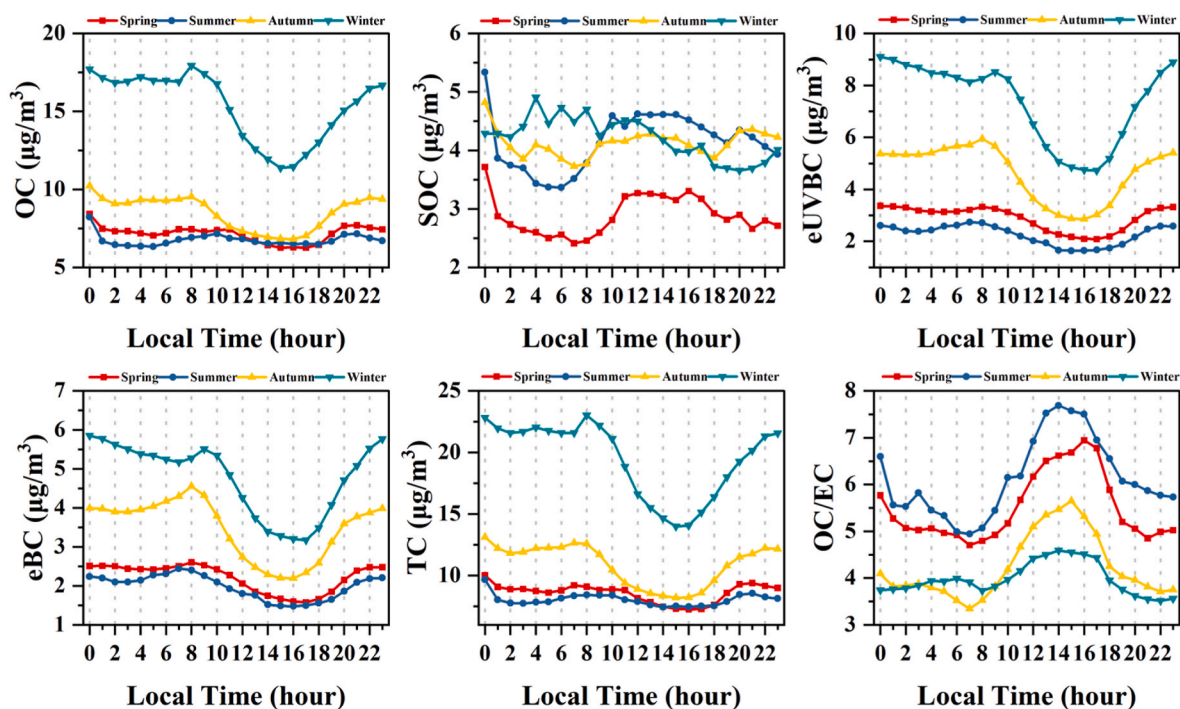 Spring Summer Autumn Winter
OC (μg/m³)
20
15
10
5
0 2 4 6 8 10 12 14 16 18 20 22
Local Time (hour)
Spring Summer Autumn Winter
SOC (μg/m³)
6
5
4
3
2
0 2 4 6 8 10 12 14 16 18 20 22
Local Time (hour)
Spring Summer Autumn Winter
eUVBC (μg/m³)
10
8
6
4
2
0 2 4 6 8 10 12 14 16 18 20 22
Local Time (hour)
Spring Summer Autumn Winter
eBC (μg/m³)
7
6
5
4
3
2
1
0 2 4 6 8 10 12 14 16 18 20 22
Local Time (hour)
Spring Summer Autumn Winter
TC (μg/m³)
25
20
15
10
0 2 4 6 8 10 12 14 16 18 20 22
Local Time (hour)
Spring Summer Autumn Winter
OC/EC
8
7
6
5
4
3
0 2 4 6 8 10 12 14 16 18 20 22
Local Time (hour)